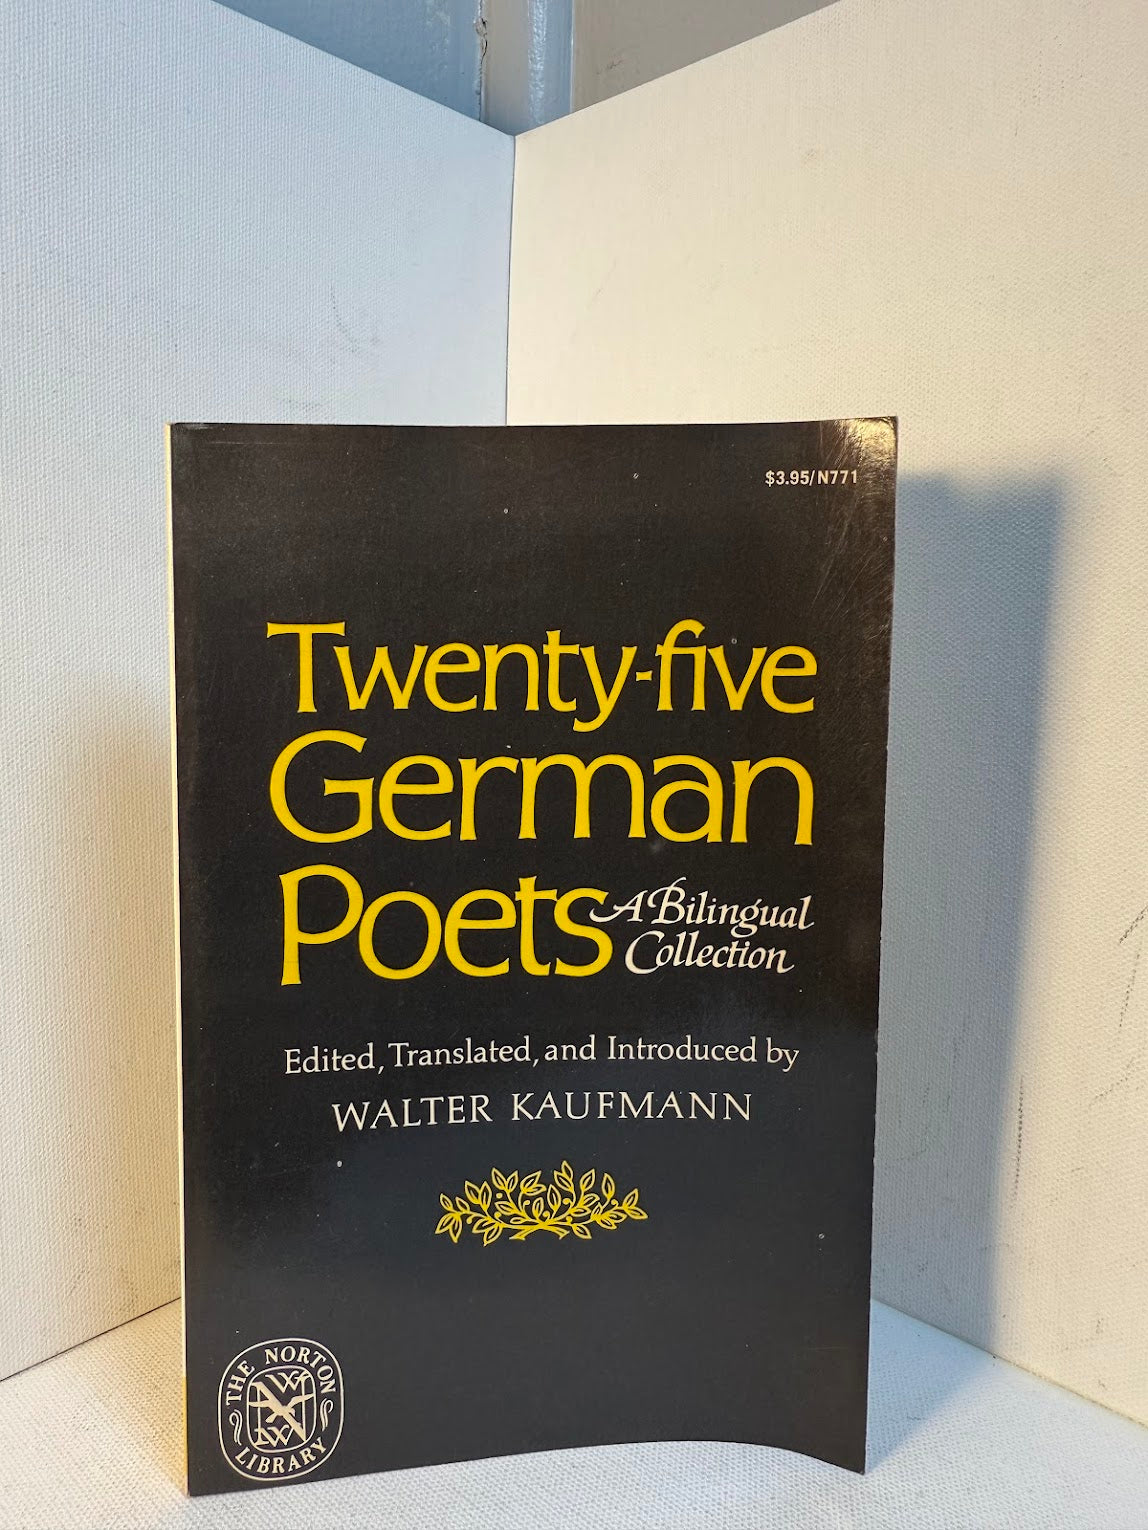 $3.95/N771
Twenty-five
German
Poets
A Bilingual
Collection
Edited, Translated, and Introduced by
WALTER KAUFMANN
THE NORTON
LIBRARY